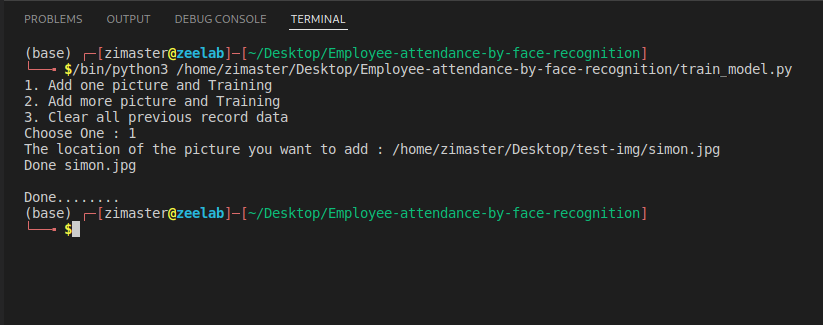 PROBLEMS OUTPUT DEBUG CONSOLE TERMINAL
(base) ┌─[zimaster@zeelab]─[~/Desktop/Employee-attendance-by-face-recognition]
└──╼ $/bin/python3 /home/zimaster/Desktop/Employee-attendance-by-face-recognition/train_model.py
1. Add one picture and Training
2. Add more picture and Training
3. Clear all previous record data
Choose One : 1
The location of the picture you want to add : /home/zimaster/Desktop/test-img/simon.jpg
Done simon.jpg
Done........
(base) ┌─[zimaster@zeelab]─[~/Desktop/Employee-attendance-by-face-recognition]
└──╼ $